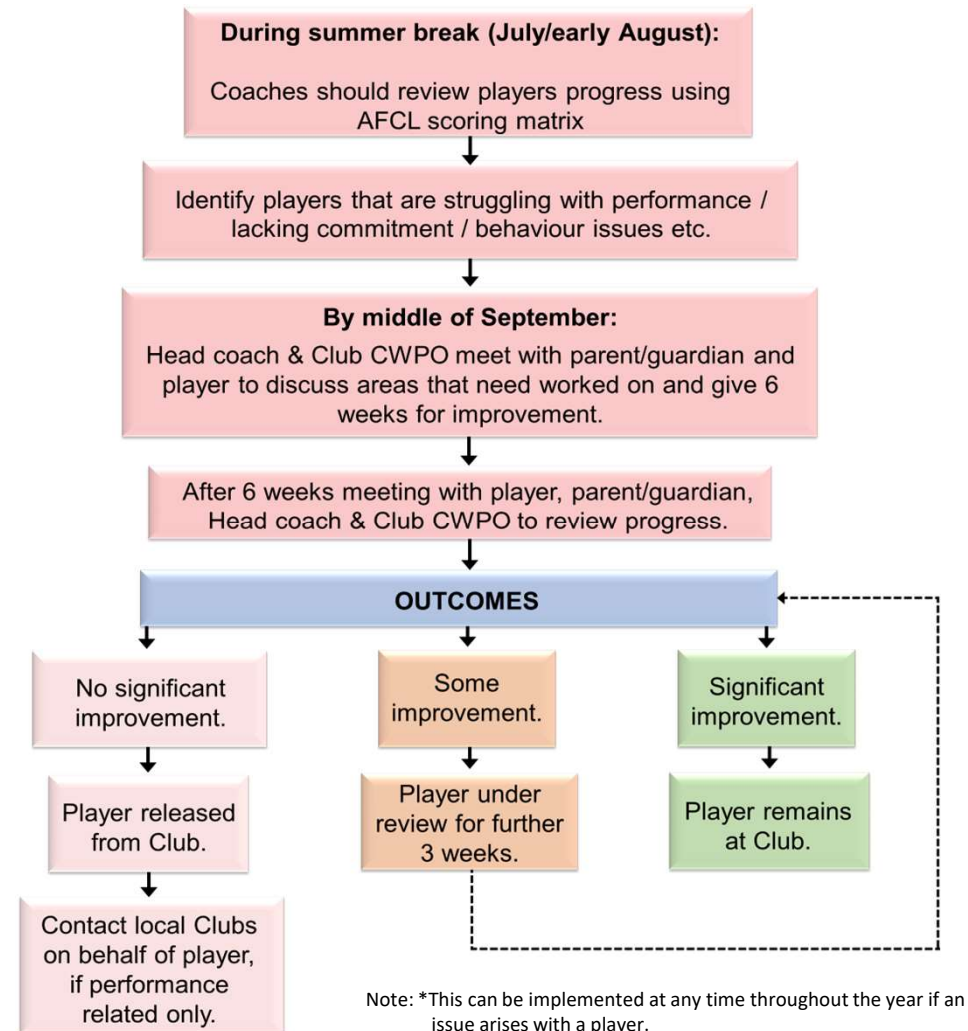 During summer break (July/early August):
Coaches should review players progress using
AFCL scoring matrix
Identify players that are struggling with performance /
lacking commitment / behaviour issues etc.
By middle of September:
Head coach & Club CWPO meet with parent/guardian and
player to discuss areas that need worked on and give 6
weeks for improvement.
After 6 weeks meeting with player, parent/guardian,
Head coach & Club CWPO to review progress.
OUTCOMES
No significant
improvement.
Player released
from Club.
Contact local Clubs
on behalf of player,
if performance
related only.
Some
improvement.
Player under
review for further
3 weeks.
Significant
improvement.
Player remains
at Club.
Note: *This can be implemented at any time throughout the year if an
issue arises with a player.